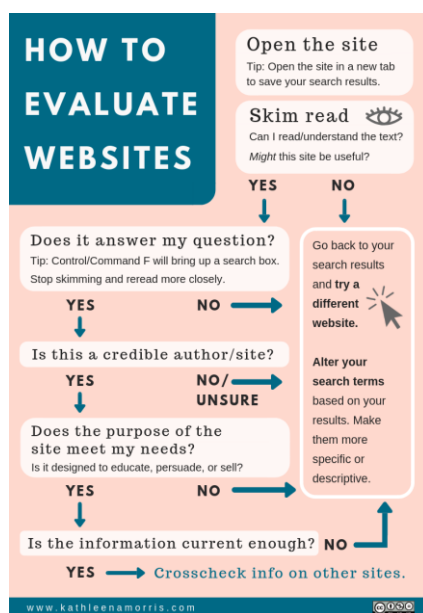 HOW TO
EVALUATE
WEBSITES
Open the site
Tip: Open the site in a new tab
to save your search results.
Skim read
Can I read/understand the text?
Might this site be useful?
YES
NO
Does it answer my question?
Tip: Control/Command F will bring up a search box.
Stop skimming and reread more closely.
YES
NO
Go back to your
search results
and try a
different
website.
Alter your
search terms
based on your
results. Make
them more
specific or
descriptive.
Is this a credible author/site?
YES
NO/
UNSURE
Does the purpose of the
site meet my needs?
Is it designed to educate, persuade, or sell?
YES
NO
Is the information current enough? NO
YES
Crosscheck info on other sites.
www.kathleenamorris.com